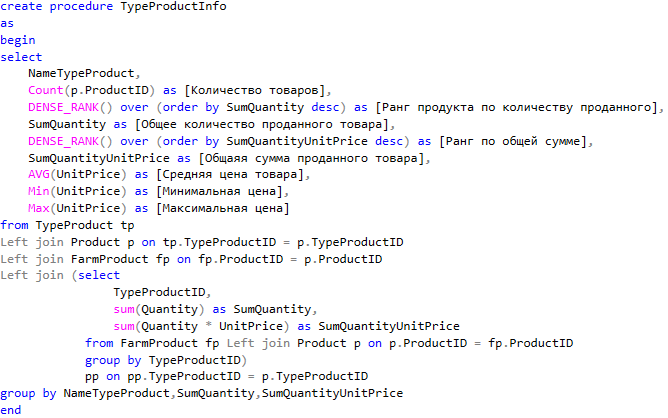 create procedure TypeProductInfo
as
begin
select
NameTypeProduct,
Count(p.ProductID) as [Количество товаров],
DENSE_RANK() over (order by SumQuantity desc) as [Ранг продукта по количеству проданного],
SumQuantity as [Общее количество проданного товара],
DENSE_RANK() over (order by SumQuantityUnitPrice desc) as [Ранг по общей сумме],
SumQuantityUnitPrice as [Общаяя сумма проданного товара],
AVG(UnitPrice) as [Средняя цена товара],
Min(UnitPrice) as [Минимальная цена],
Max(UnitPrice) as [Максимальная цена]
from TypeProduct tp
Left join Product p on tp.TypeProductID = p.TypeProductID
Left join FarmProduct fp on fp.ProductID = p.ProductID
Left join (select
TypeProductID,
sum(Quantity) as SumQuantity,
sum(Quantity * UnitPrice) as SumQuantityUnitPrice
from FarmProduct fp Left join Product p on p.ProductID = fp.ProductID
group by TypeProductID)
pp on pp.TypeProductID = p.TypeProductID
group by NameTypeProduct,SumQuantity,SumQuantityUnitPrice
end